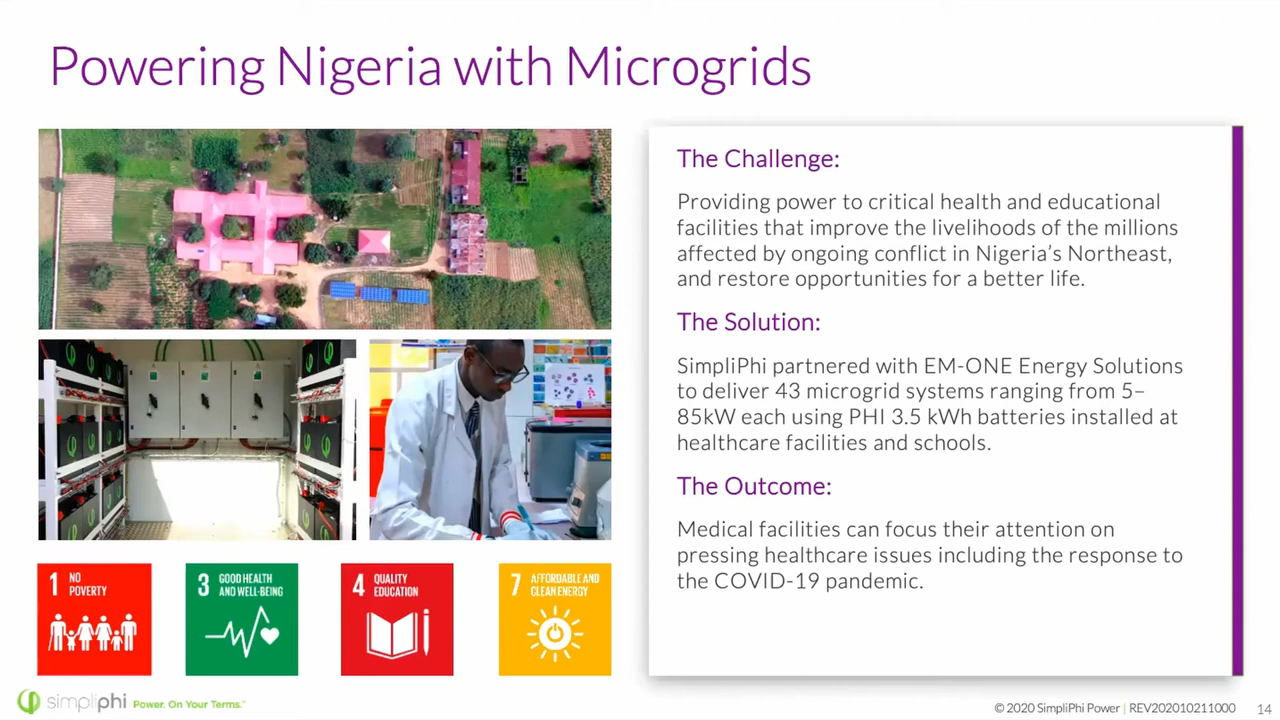 Powering Nigeria with Microgrids
The Challenge:
Providing power to critical health and educational
facilities that improve the livelihoods of the millions
affected by ongoing conflict in Nigeria’s Northeast,
and restore opportunities for a better life.
The Solution:
SimpliPhi partnered with EM-ONE Energy Solutions
to deliver 43 microgrid systems ranging from 5–
85kW each using PHI 3.5 kWh batteries installed at
healthcare facilities and schools.
The Outcome:
Medical facilities can focus their attention on
pressing healthcare issues including the response to
the COVID-19 pandemic.
1 NO
POVERTY
3 GOOD HEALTH
AND WELL-BEING
4 QUALITY
EDUCATION
7 AFFORDABLE AND
CLEAN ENERGY
simpliphi Power. On Your Terms.™
© 2020 SimpliPhi Power | REV202010211000 14